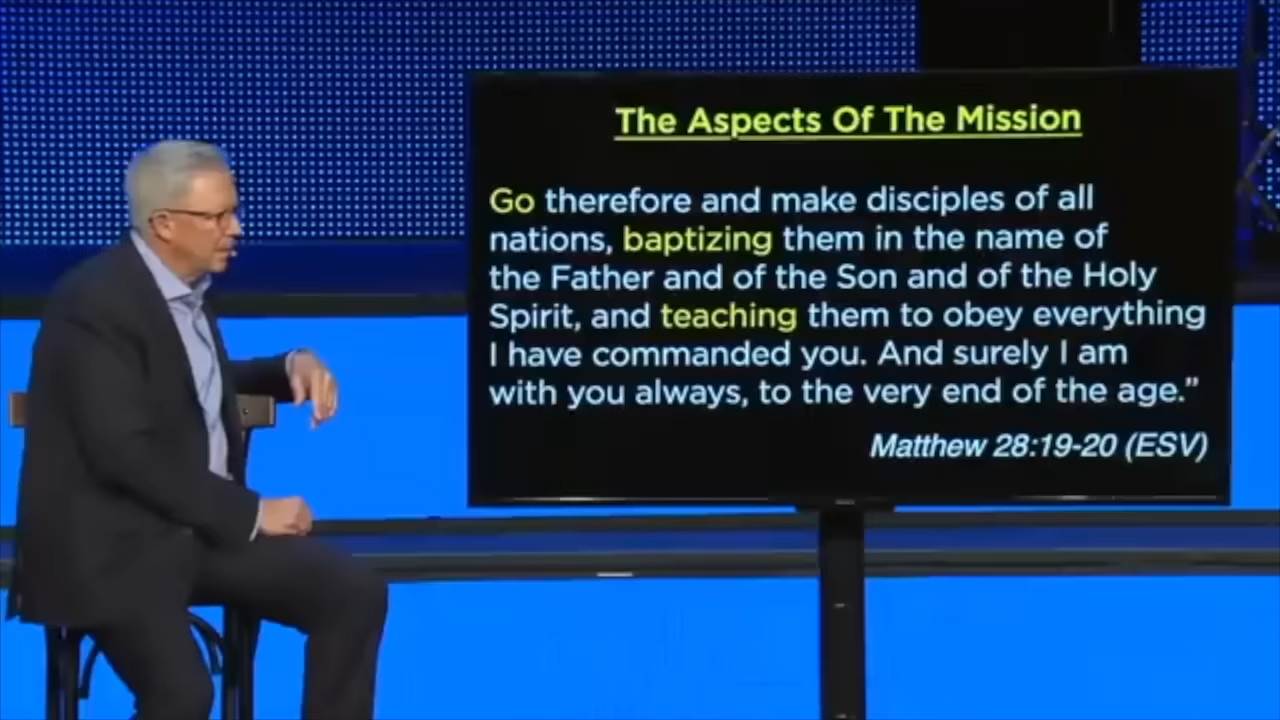 The Aspects Of The Mission
Go therefore and make disciples of all
nations, baptizing them in the name of
the Father and of the Son and of the Holy
Spirit, and teaching them to obey everything
I have commanded you. And surely I am
with you always, to the very end of the age.”
Matthew 28:19-20 (ESV)